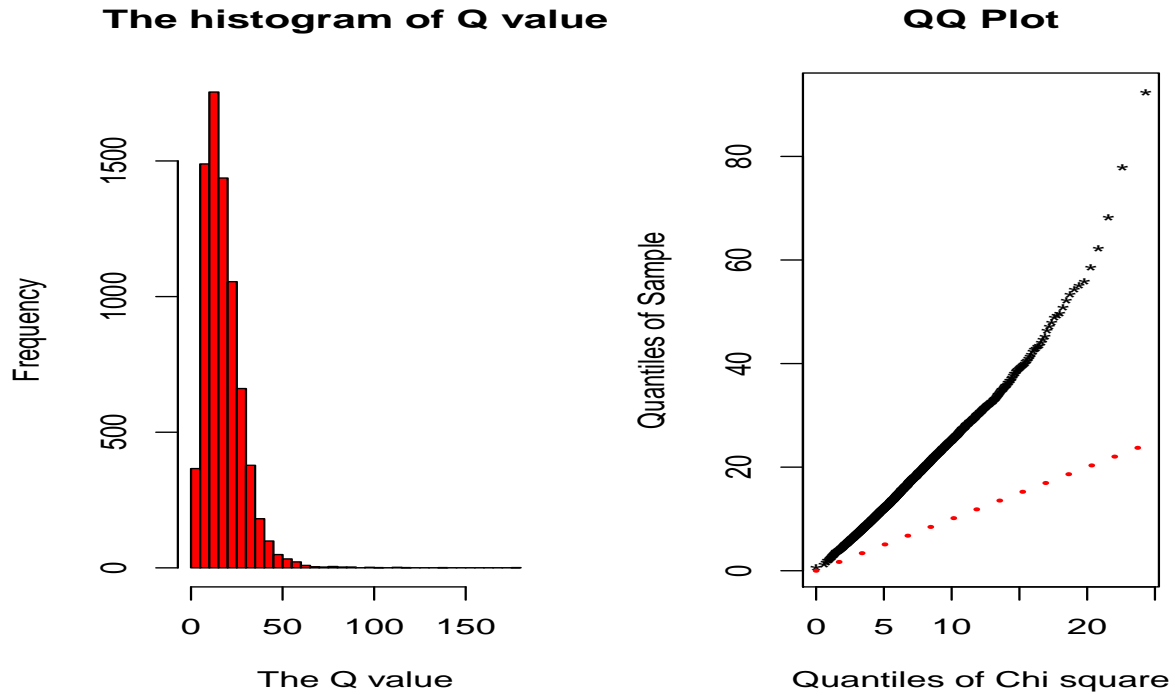 The histogram of Q value
Frequency
1500
1000
500
0
0 50 100 150
The Q value
QQ Plot
Quantiles of Sample
80
60
40
20
0
0 5 10 20
Quantiles of Chi square